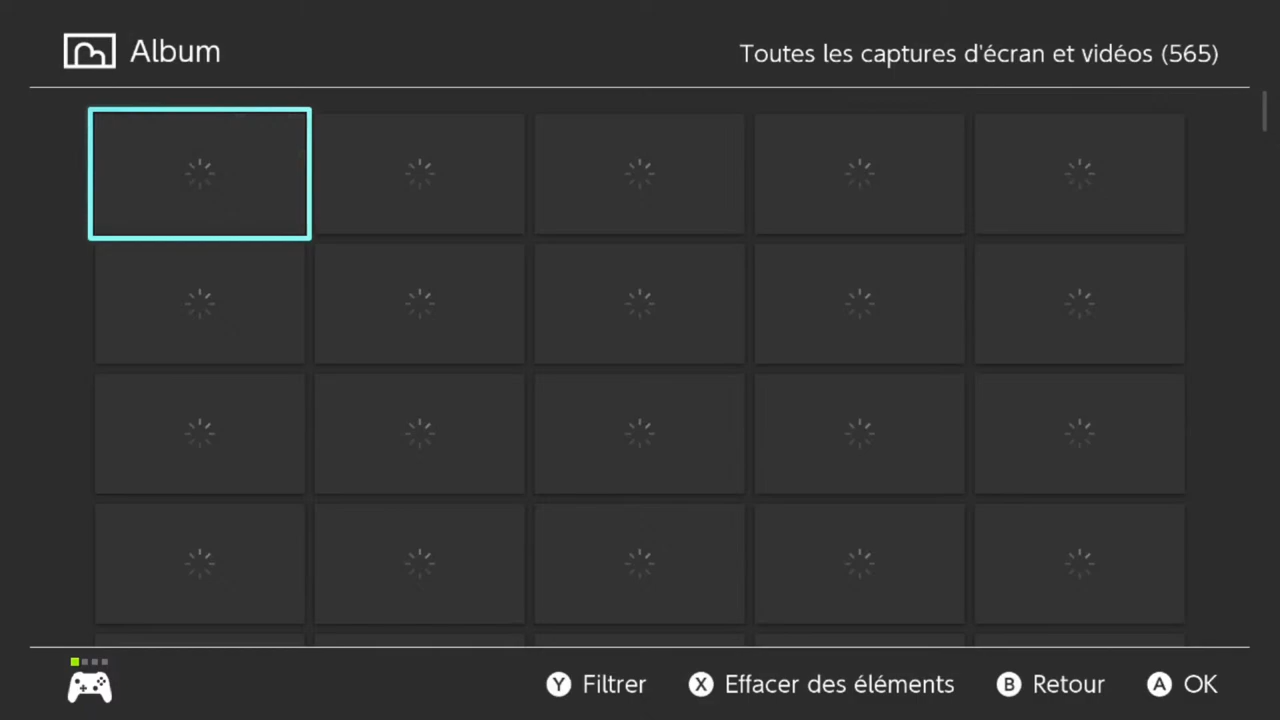 Album
Toutes les captures d'écran et vidéos (565)
Y Filtrer
X Effacer des éléments
B Retour
A OK